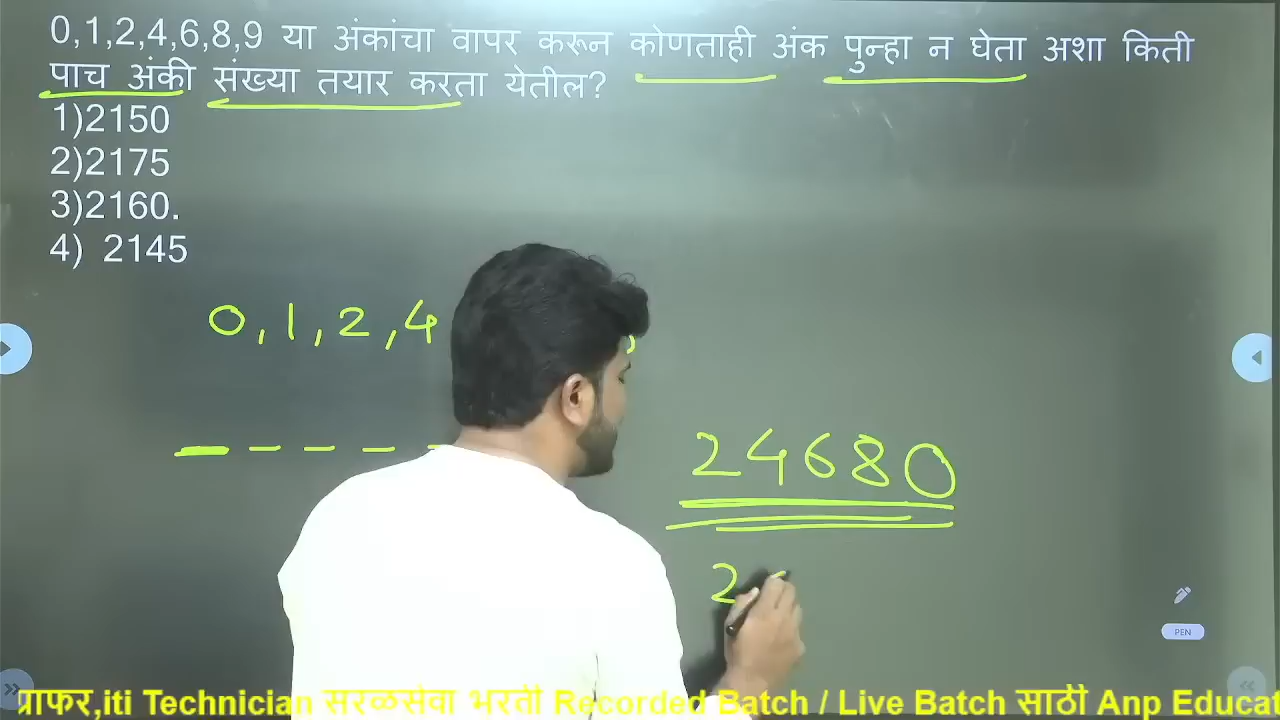 0,1,2,4,6,8,9 या अंकांचा वापर करून कोणताही अंक पुन्हा न घेता अशा किती
पाच अंकी संख्या तयार करता येतील?
1)2150
2)2175
3)2160.
4) 2145
0,1,2,4
24680
2
PEN
iti Technician सरळसेवा भरती Recorded Batch / Live Batch साठी Anp